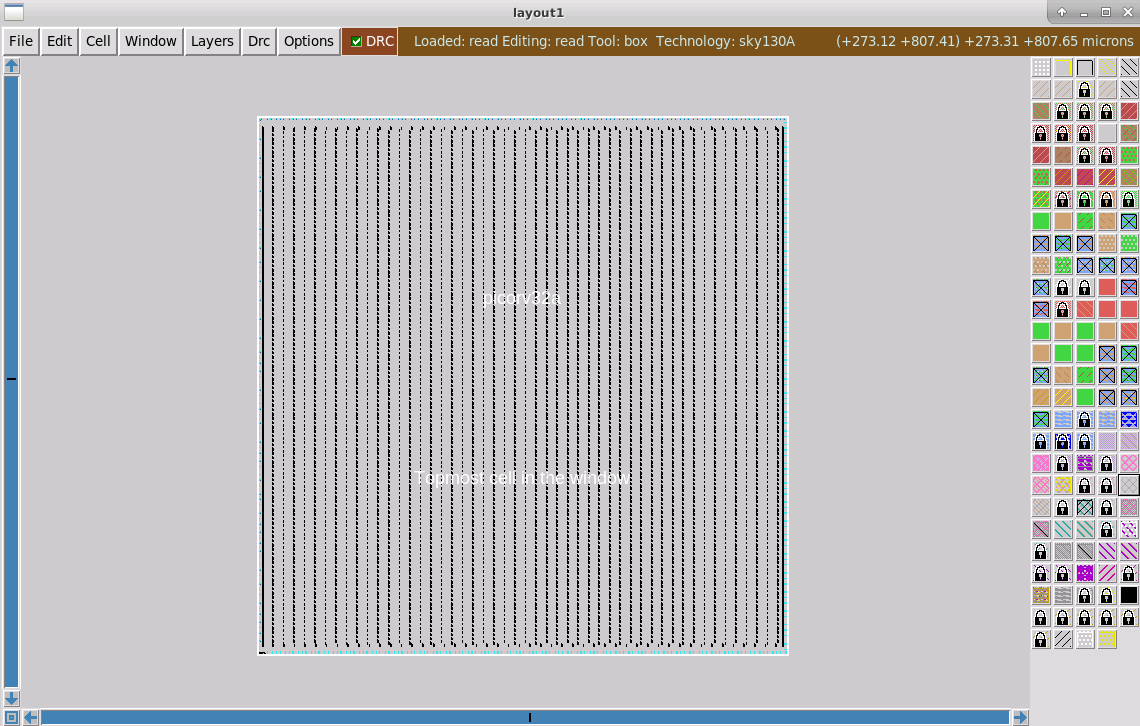 layout1
File Edit Cell Window Layers Drc Options DRC Loaded: read Editing: read Tool: box Technology: sky130A (+273.12 +807.41) +273.31 +807.65 microns
picorv32a
Topmost cell in the window